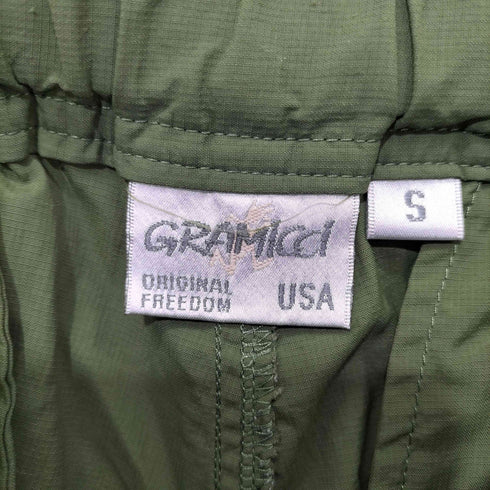 GRAMICCI
S
ORIGINAL
FREEDOM
USA